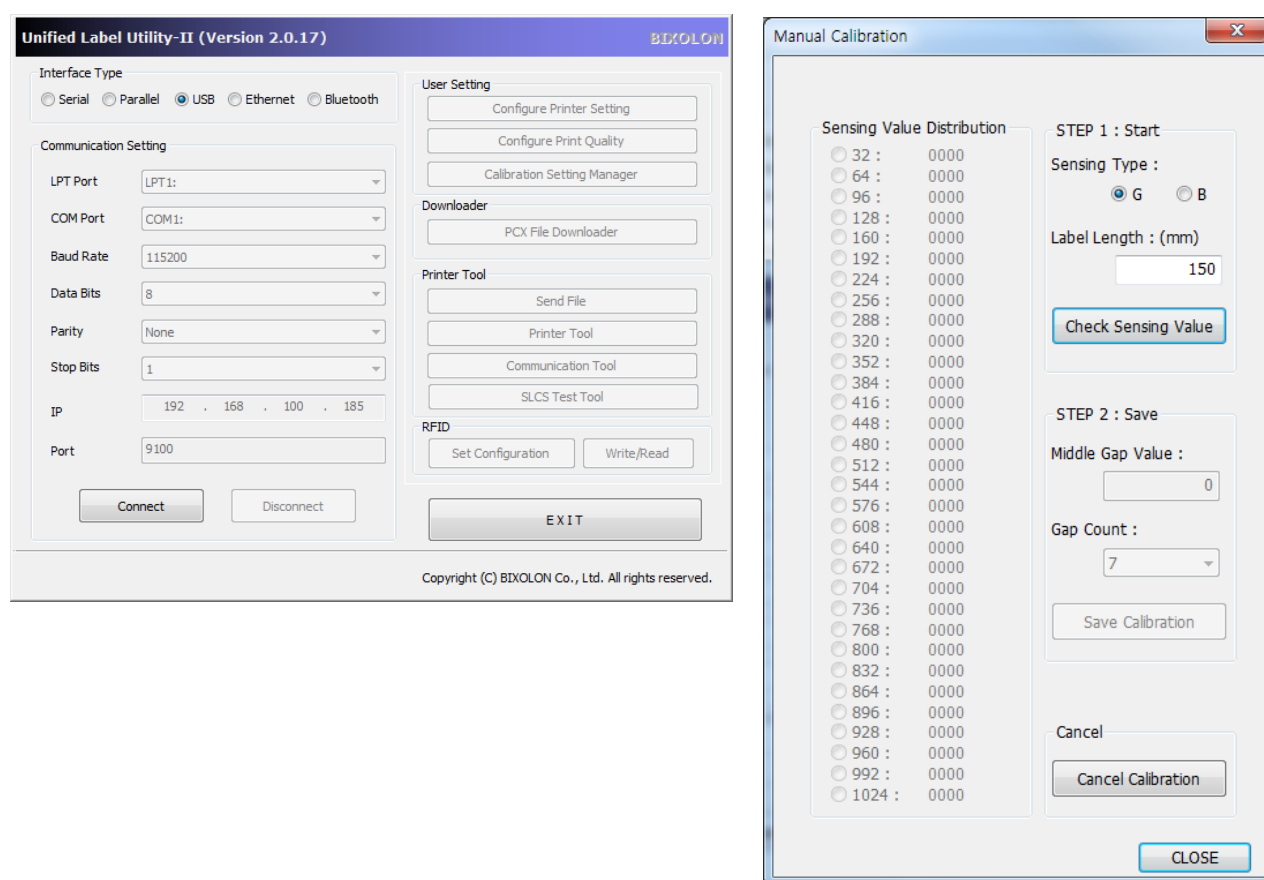 Unified Label Utility-II (Version 2.0.17)
BIXOLON
Interface Type
Serial Parallel USB Ethernet Bluetooth
Communication Setting
LPT Port LPT1:
COM Port COM1:
Baud Rate 115200
Data Bits 8
Parity None
Stop Bits 1
IP 192 . 168 . 100 . 185
Port 9100
Connect Disconnect
User Setting
Configure Printer Setting
Configure Print Quality
Calibration Setting Manager
Downloader
PCX File Downloader
Printer Tool
Send File
Printer Tool
Communication Tool
SLCS Test Tool
RFID
Set Configuration Write/Read
EXIT
Copyright (C) BIXOLON Co., Ltd. All rights reserved.
Manual Calibration
X
Sensing Value Distribution
32 : 0000
64 : 0000
96 : 0000
128 : 0000
160 : 0000
192 : 0000
224 : 0000
256 : 0000
288 : 0000
320 : 0000
352 : 0000
384 : 0000
416 : 0000
448 : 0000
480 : 0000
512 : 0000
544 : 0000
576 : 0000
608 : 0000
640 : 0000
672 : 0000
704 : 0000
736 : 0000
768 : 0000
800 : 0000
832 : 0000
864 : 0000
896 : 0000
928 : 0000
960 : 0000
992 : 0000
1024 : 0000
STEP 1 : Start
Sensing Type :
G B
Label Length : (mm)
150
Check Sensing Value
STEP 2 : Save
Middle Gap Value :
0
Gap Count :
7
Save Calibration
Cancel
Cancel Calibration
CLOSE